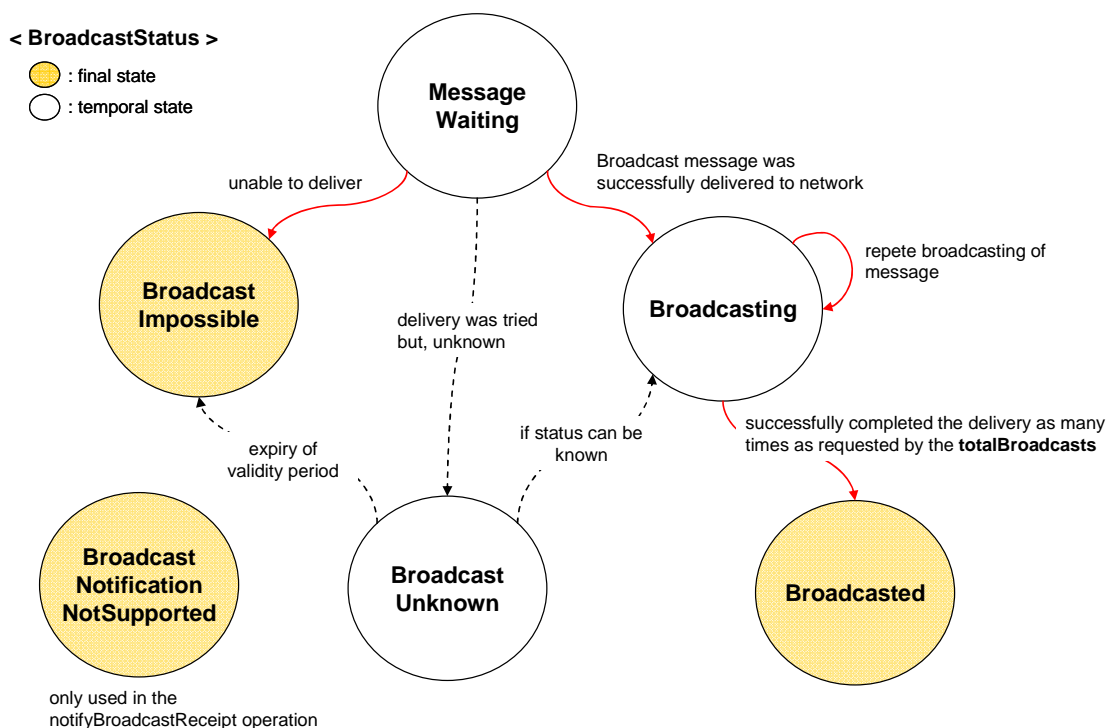 < BroadcastStatus >
: final state
: temporal state
Message
Waiting
unable to deliver
Broadcast message was
successfully delivered to network
repete broadcasting of
message
Broadcast
Impossible
Broadcasting
delivery was tried
but, unknown
successfully completed the delivery as many
times as requested by the totalBroadcasts
if status can be
known
expiry of
validity period
Broadcast
Notification
NotSupported
Broadcast
Unknown
Broadcasted
only used in the
notifyBroadcastReceipt operation